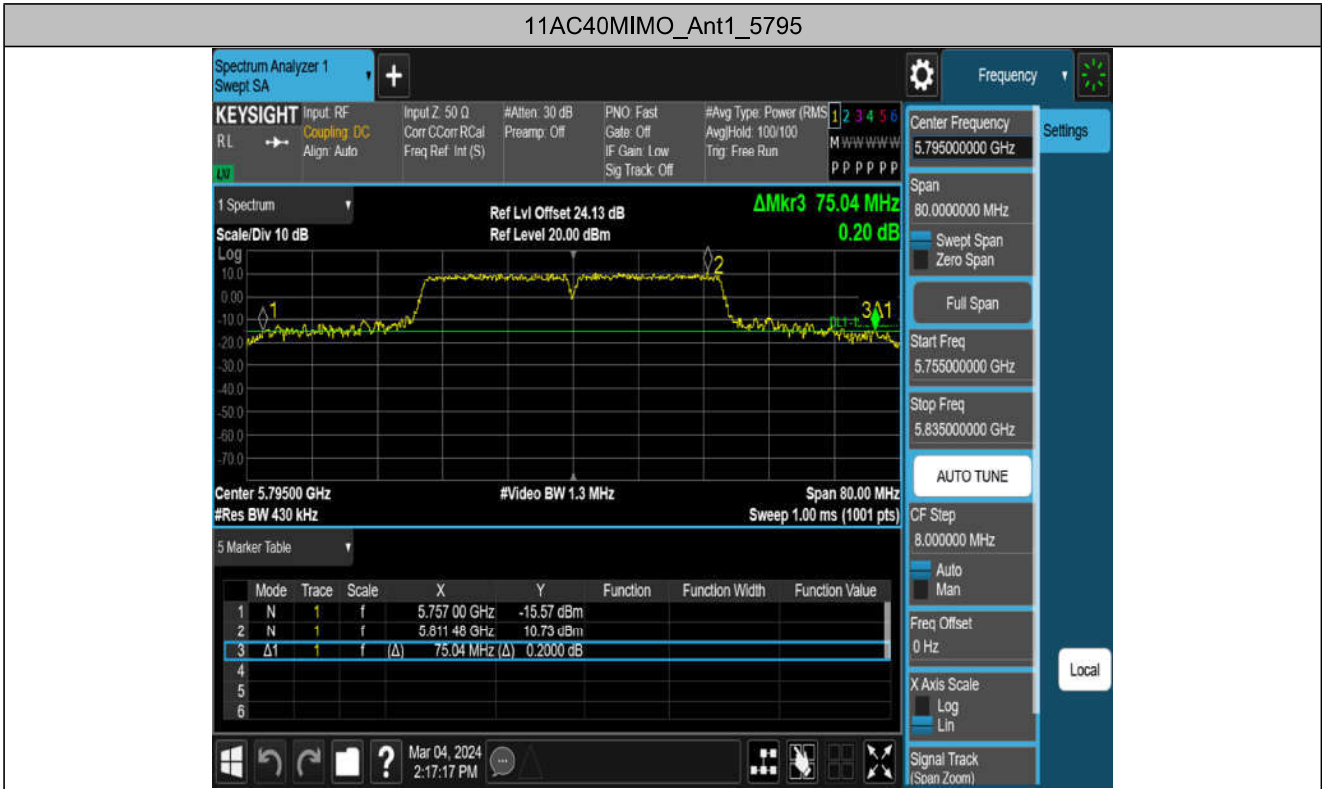 11AC40MIMO_Ant1_5795
Spectrum Analyzer 1
Swept SA
+
Frequency
KEYSIGHT
RL
LXI
Input: RF
Coupling: DC
Align: Auto
Input Z: 50 Ω
Corr CCorr RCal
Freq Ref: Int (S)
#Atten: 30 dB
Preamp: Off
PNO: Fast
Gate: Off
IF Gain: Low
Sig Track: Off
#Avg Type: Power (RMS
Avg|Hold: 100/100
Trig: Free Run
1 2 3 4 5 6
M W W W W W
P P P P P P
1 Spectrum
Scale/Div 10 dB
Ref Lvl Offset 24.13 dB
Ref Level 20.00 dBm
ΔMkr3 75.04 MHz
0.20 dB
Log
10.0
0.00
-10.0
-20.0
-30.0
-40.0
-50.0
-60.0
-70.0
1
2
3Δ1
Center 5.79500 GHz
#Res BW 430 kHz
#Video BW 1.3 MHz
Span 80.00 MHz
Sweep 1.00 ms (1001 pts)
5 Marker Table
Mode Trace Scale X Y Function Function Width Function Value
1 N 1 f 5.757 00 GHz -15.57 dBm
2 N 1 f 5.811 48 GHz 10.73 dBm
3 Δ1 1 f (Δ) 75.04 MHz (Δ) 0.2000 dB
4
5
6
?
Mar 04, 2024
2:17:17 PM
Center Frequency
5.795000000 GHz
Settings
Span
80.0000000 MHz
Swept Span
Zero Span
Full Span
Start Freq
5.755000000 GHz
Stop Freq
5.835000000 GHz
AUTO TUNE
CF Step
8.000000 MHz
Auto
Man
Freq Offset
0 Hz
Local
X Axis Scale
Log
Lin
Signal Track
(Span Zoom)